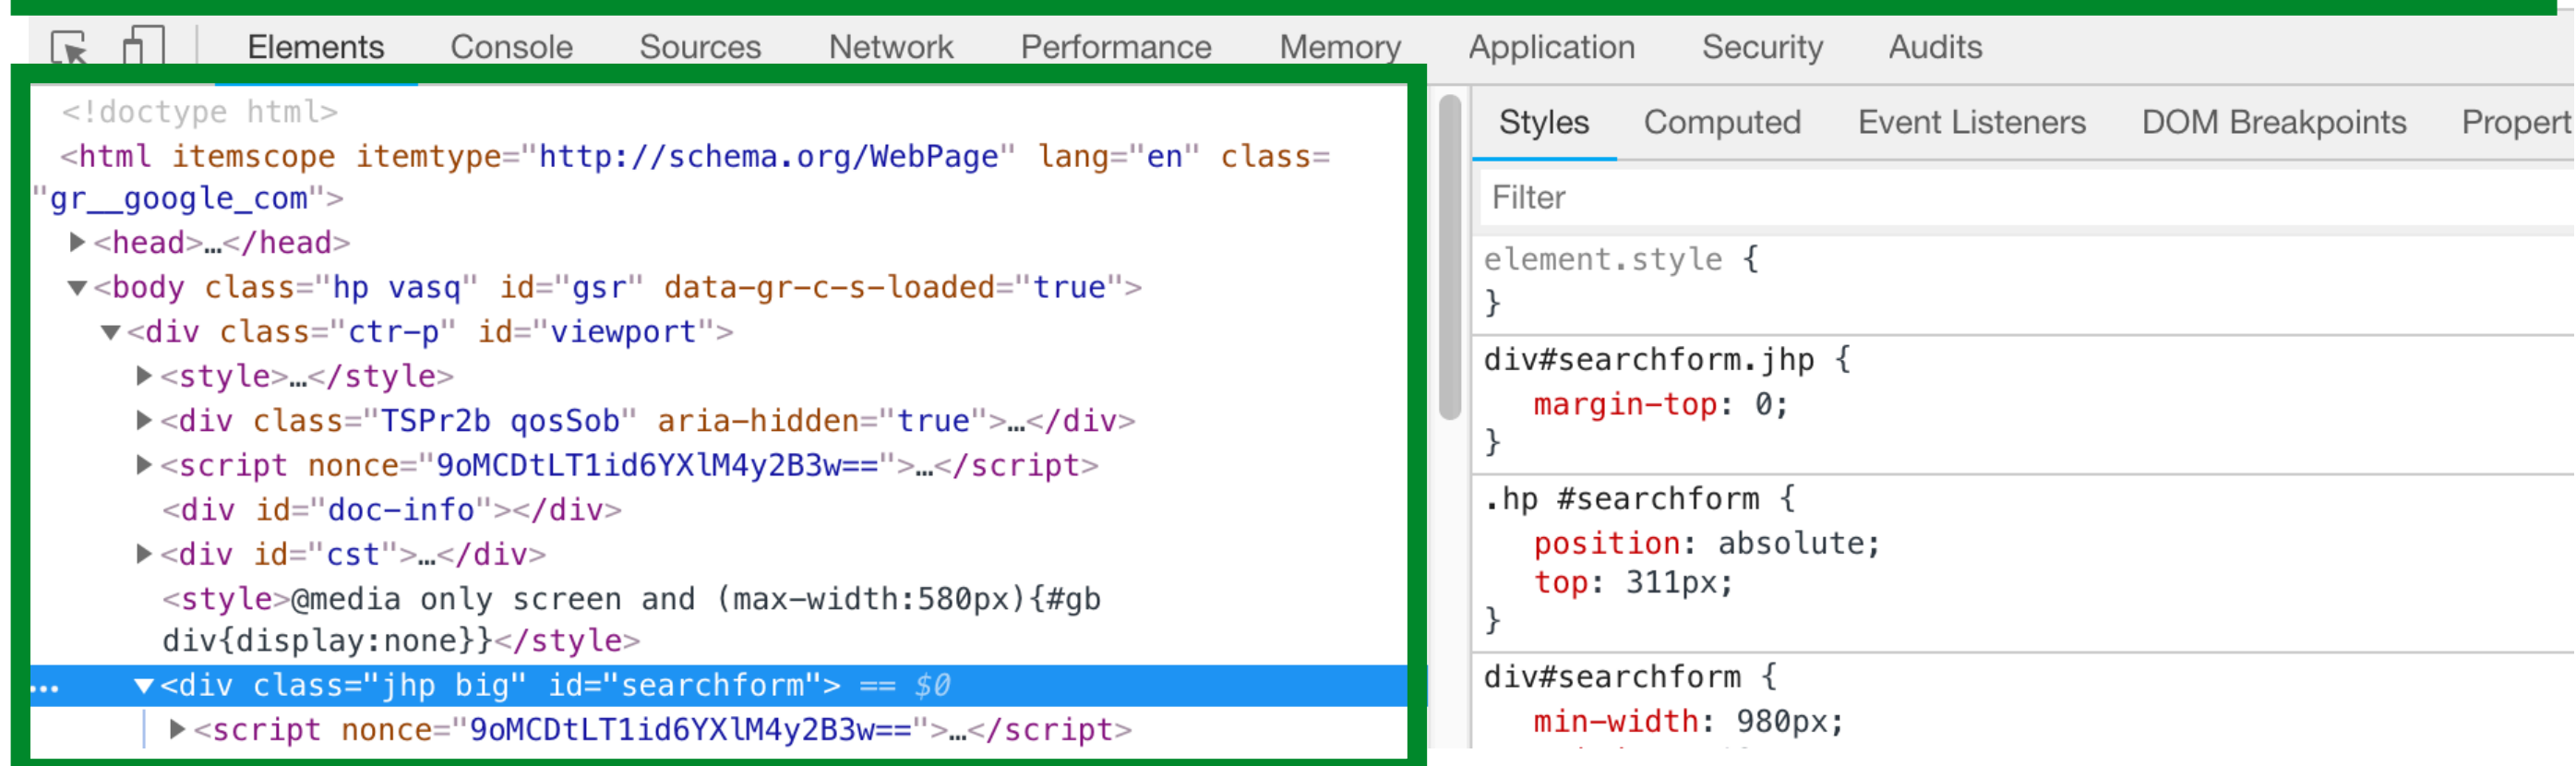 Elements Console Sources Network Performance Memory Application Security Audits
<!doctype html>
<html itemscope itemtype="http://schema.org/WebPage" lang="en" class=
"gr__google_com">
<head>…</head>
<body class="hp vasq" id="gsr" data-gr-c-s-loaded="true">
<div class="ctr-p" id="viewport">
<style>…</style>
<div class="TSPr2b qosSob" aria-hidden="true">…</div>
<script nonce="9oMCDtLT1id6YXlM4y2B3w==">…</script>
<div id="doc-info"></div>
<div id="cst">…</div>
<style>@media only screen and (max-width:580px){#gb
div{display:none}}</style>
… <div class="jhp big" id="searchform"> == $0
<script nonce="9oMCDtLT1id6YXlM4y2B3w==">…</script>
Styles Computed Event Listeners DOM Breakpoints Propert
Filter
element.style {
}
div#searchform.jhp {
margin-top: 0;
}
.hp #searchform {
position: absolute;
top: 311px;
}
div#searchform {
min-width: 980px;